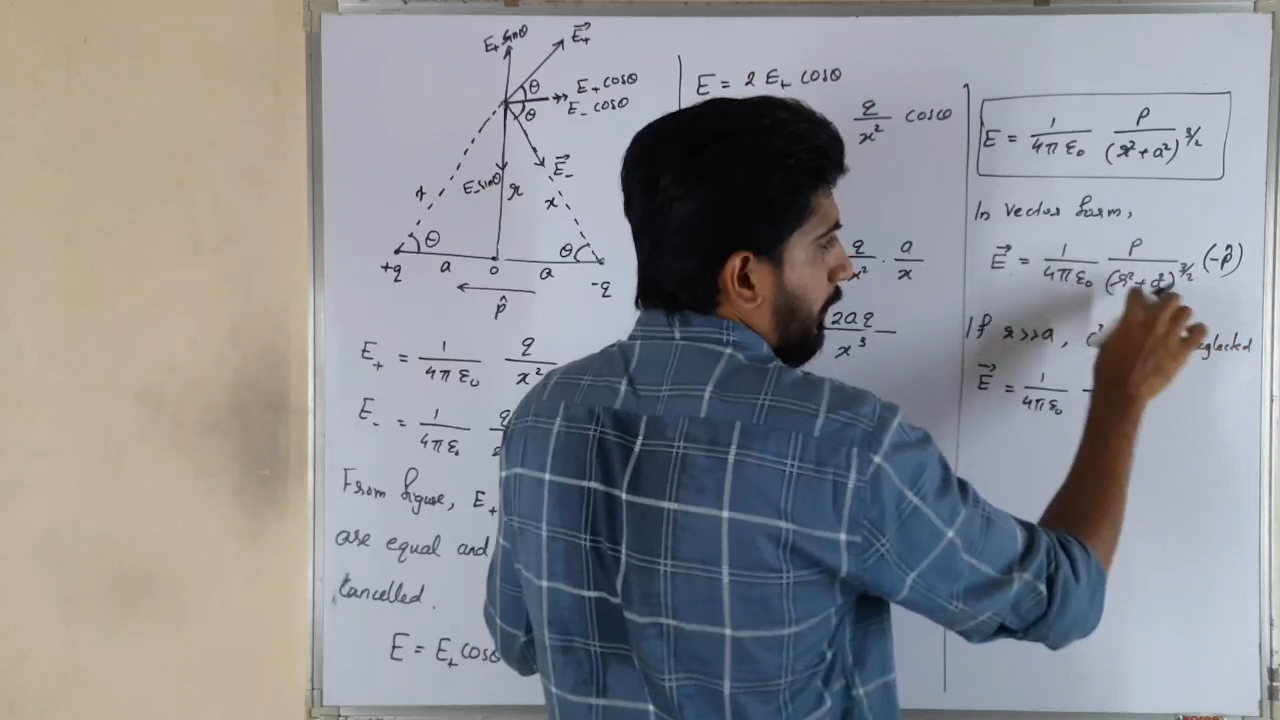 E₊ sinθ
E⃗₊
θ
E₊ cosθ
E₋ cosθ
θ
E⃗₋
E₋ sinθ
r
x
x
θ
θ
+q
a
o
a
-q
p̂
E₊ = 1/4πε₀ q/x²
E₋ = 1/4πε₀
From figure, E₊
are equal and
Cancelled.
E = E₊ cosθ
E = 2 E₊ cosθ
q/x² cosθ
q/x² · a/x
2aq/x³
E = 1/4πε₀ p/(r²+a²)^3/2
In vector form,
E⃗ = 1/4πε₀ p/(r²+a²)^3/2 (-p̂)
If r>>a,
neglected
E⃗ = 1/4πε₀